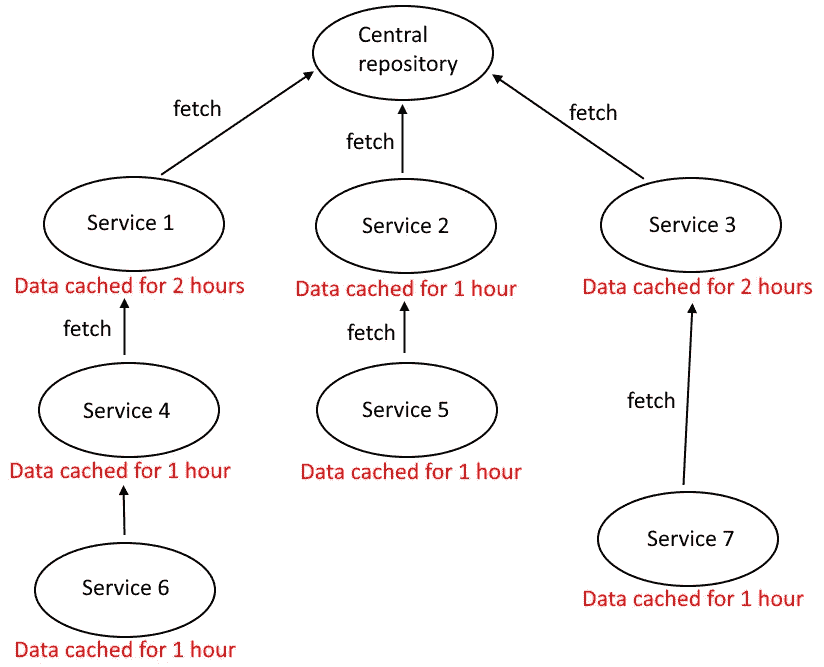 Central
repository
fetch
fetch
fetch
Service 1
Service 2
Service 3
Data cached for 2 hours
Data cached for 1 hour
Data cached for 2 hours
fetch
fetch
fetch
Service 4
Service 5
Data cached for 1 hour
Data cached for 1 hour
Service 7
Service 6
Data cached for 1 hour
Data cached for 1 hour